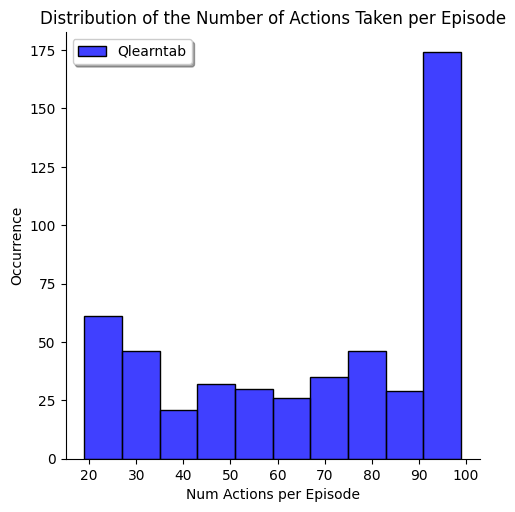 Distribution of the Number of Actions Taken per Episode
Qlearntab
175
150
125
100
75
50
25
0
Occurrence
20 30 40 50 60 70 80 90 100
Num Actions per Episode